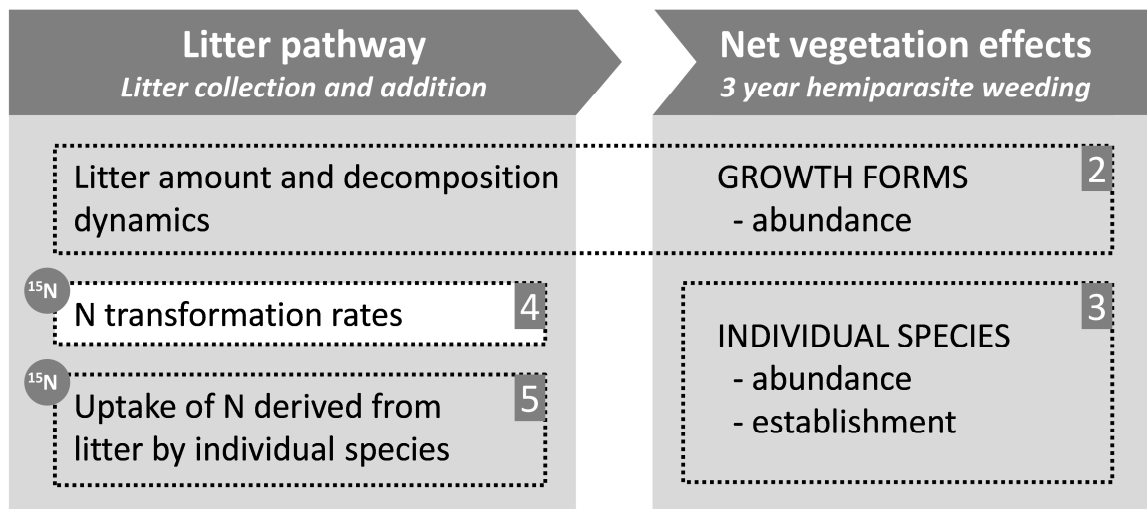 Litter pathway
Litter collection and addition
Net vegetation effects
3 year hemiparasite weeding
Litter amount and decomposition
dynamics
GROWTH FORMS
- abundance
2
15N
N transformation rates
4
15N
Uptake of N derived from
litter by individual species
5
INDIVIDUAL SPECIES
- abundance
- establishment
3